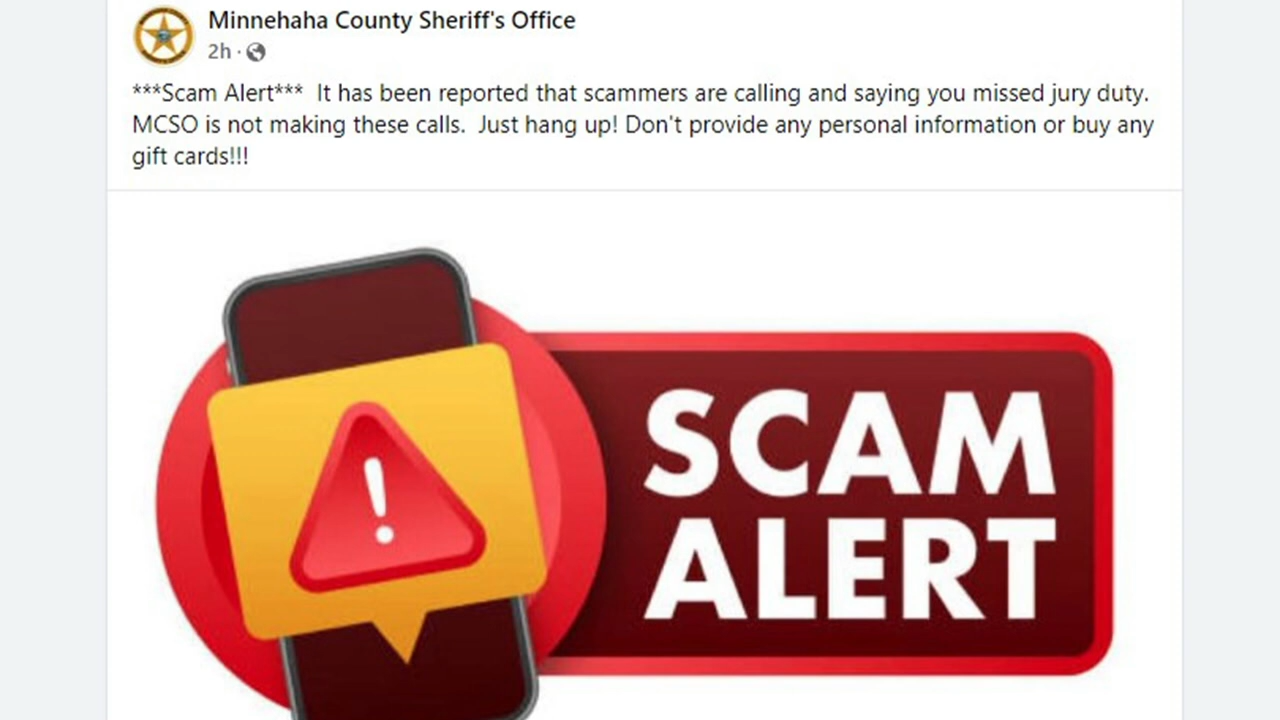 Minnehaha County Sheriff's Office
2h ·
***Scam Alert***  It has been reported that scammers are calling and saying you missed jury duty.
MCSO is not making these calls.  Just hang up! Don't provide any personal information or buy any
gift cards!!!
!
SCAM
ALERT